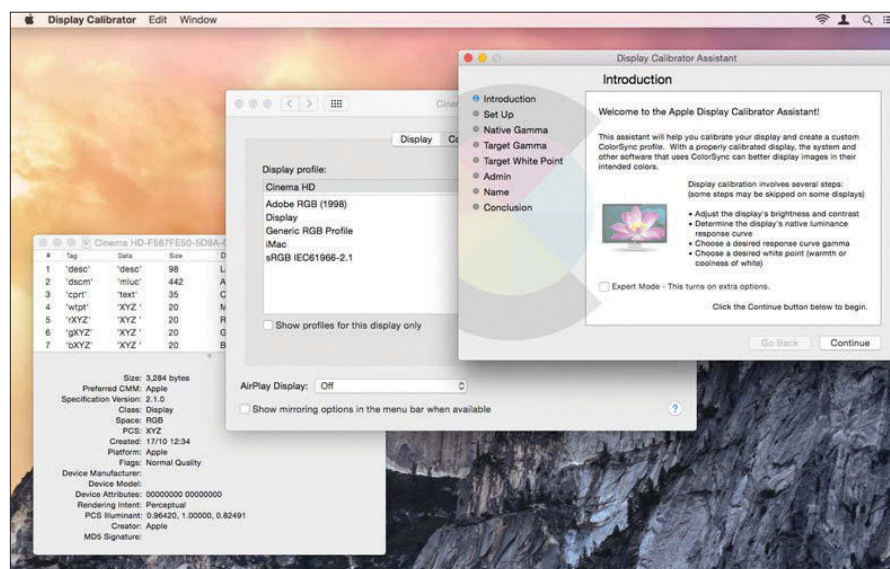 Display Calibrator Edit Window
Display Calibrator Assistant
Introduction
Introduction
Set Up
Native Gamma
Target Gamma
Target White Point
Admin
Name
Conclusion
Welcome to the Apple Display Calibrator Assistant!
This assistant will help you calibrate your display and create a custom
ColorSync profile. With a properly calibrated display, the system and
other software that uses ColorSync can better display images in their
intended colors.
Display calibration involves several steps:
(some steps may be skipped on some displays)
• Adjust the display's brightness and contrast
• Determine the display's native luminance
response curve
• Choose a desired response curve gamma
• Choose a desired white point (warmth or
coolness of white)
Expert Mode - This turns on extra options.
Click the Continue button below to begin.
Go Back Continue
Display
Display profile:
Cinema HD
Adobe RGB (1998)
Display
Generic RGB Profile
iMac
sRGB IEC61966-2.1
Show profiles for this display only
AirPlay Display: Off
Show mirroring options in the menu bar when available
?
Cinema HD-F587FE50-5D9A-
# Tag Data Size D
1 'desc' 'desc' 98 L
2 'dscm' 'mluc' 442 A
3 'cprt' 'text' 35 C
4 'wtpt' 'XYZ ' 20 M
5 'rXYZ' 'XYZ ' 20 R
6 'gXYZ' 'XYZ ' 20 G
7 'bXYZ' 'XYZ ' 20 B
Size: 3,284 bytes
Preferred CMM: Apple
Specification Version: 2.1.0
Class: Display
Space: RGB
PCS: XYZ
Created: 17/10 12:34
Platform: Apple
Flags: Normal Quality
Device Manufacturer:
Device Model:
Device Attributes: 00000000 00000000
Rendering Intent: Perceptual
PCS Illuminant: 0.96420, 1.00000, 0.82491
Creator: Apple
MD5 Signature: